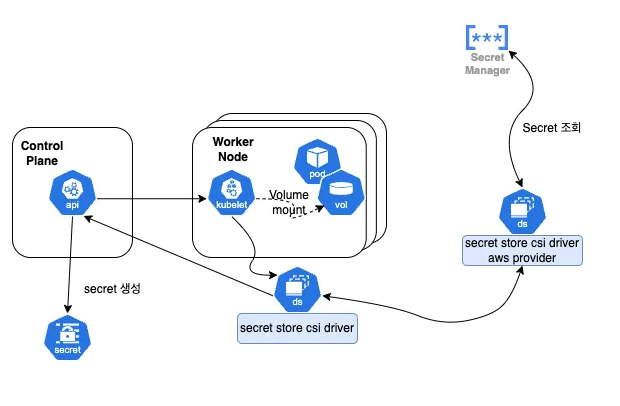 [***]
Secret
Manager
Secret 조회
Control
Plane
Worker
Node
pod
api
kubelet
Volume
mount
vol
ds
secret store csi driver
aws provider
secret 생성
ds
secret store csi driver
secret